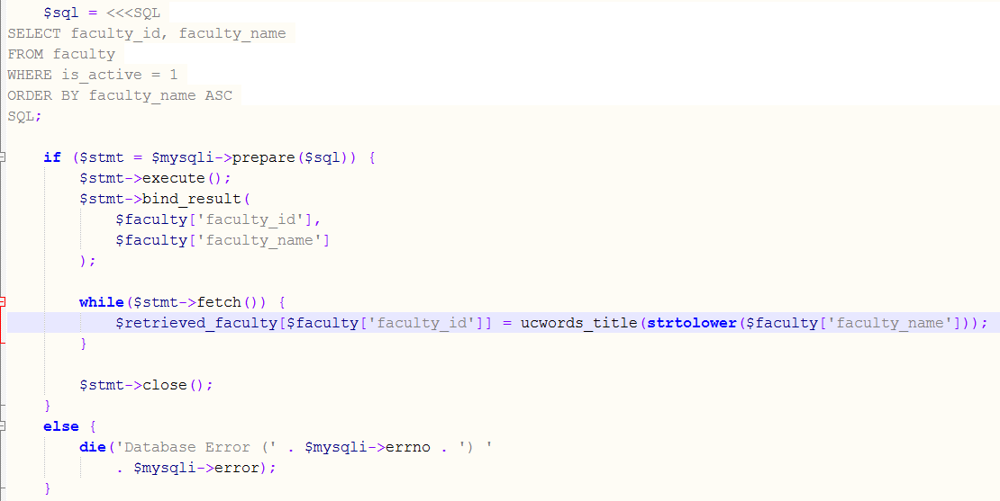 $sql = <<<SQL
SELECT faculty_id, faculty_name
FROM faculty
WHERE is_active = 1
ORDER BY faculty_name ASC
SQL;
if ($stmt = $mysqli->prepare($sql)) {
$stmt->execute();
$stmt->bind_result(
$faculty['faculty_id'],
$faculty['faculty_name']
);
while($stmt->fetch()) {
$retrieved_faculty[$faculty['faculty_id']] = ucwords_title(strtolower($faculty['faculty_name']));
}
$stmt->close();
}
else {
die('Database Error (' . $mysqli->errno . ') '
. $mysqli->error);
}